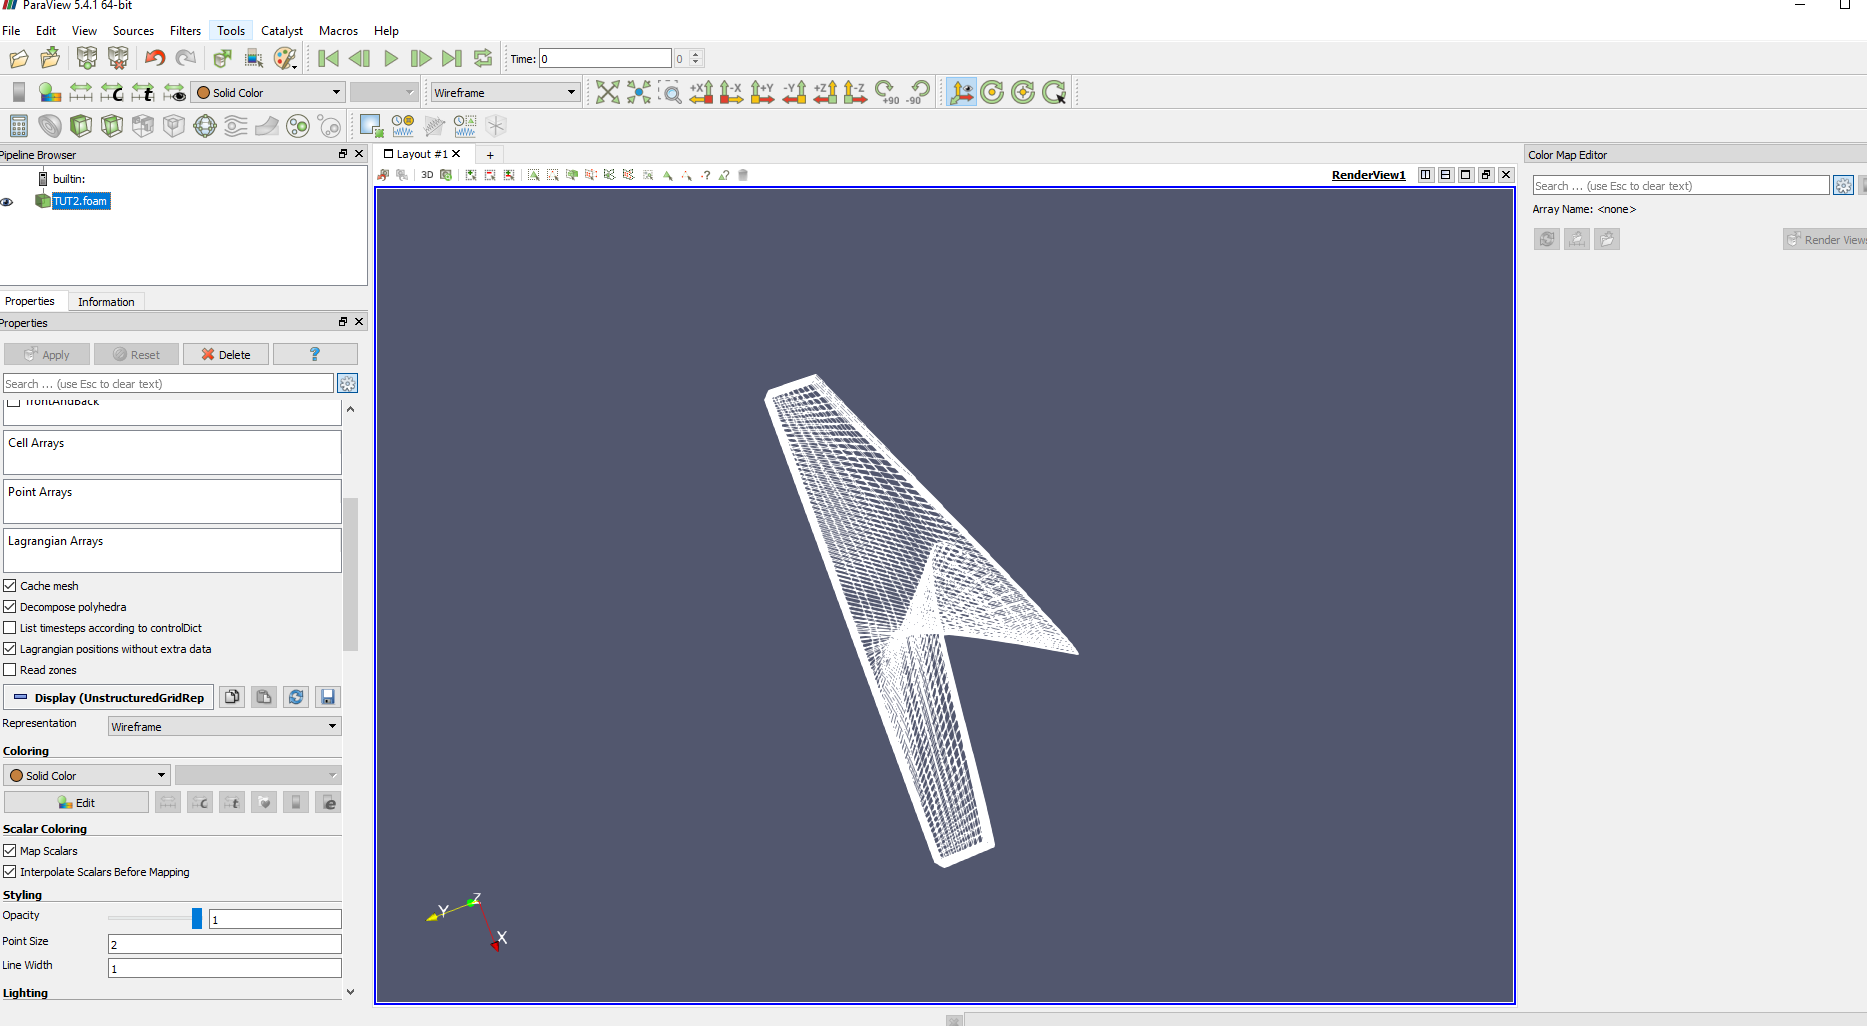 ParaView 5.4.1 64-bit
File Edit View Sources Filters Tools Catalyst Macros Help
Time: 0 0
C t Solid Color Wireframe +X -X +Y -Y +Z -Z +90 -90
Pipeline Browser
Layout #1 +
Color Map Editor
builtin:
3D
RenderView1
Search ... (use Esc to clear text)
TUT2.foam
Array Name: <none>
Render Views
Properties Information
Properties
Apply Reset Delete ?
Search ... (use Esc to clear text)
frontAndBack
Cell Arrays
Point Arrays
Lagrangian Arrays
Cache mesh
Decompose polyhedra
List timesteps according to controlDict
Lagrangian positions without extra data
Read zones
Display (UnstructuredGridRep
Representation Wireframe
Coloring
Solid Color
Edit c t e
Scalar Coloring
Map Scalars
Interpolate Scalars Before Mapping
Styling
Opacity 1
Point Size 2
Line Width 1
Lighting
Z
Y
X